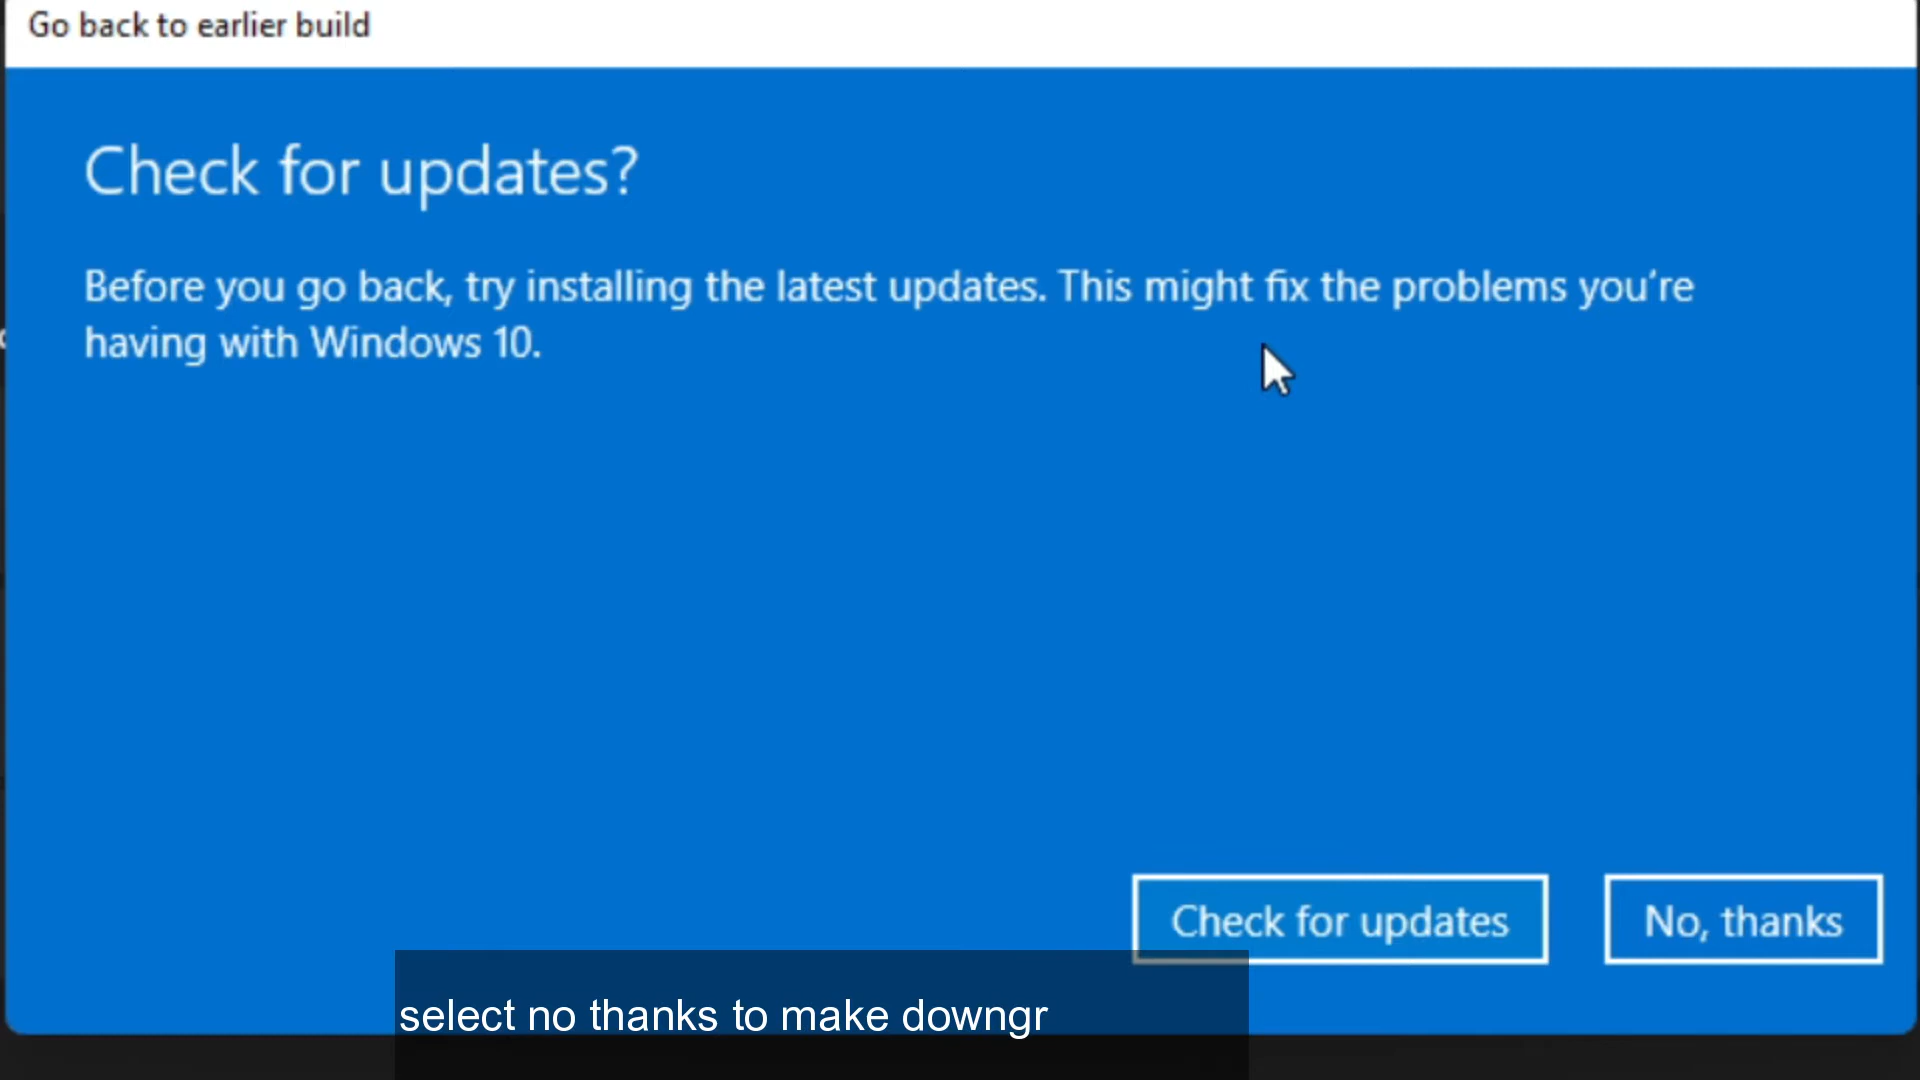 Go back to earlier build
Check for updates?
Before you go back, try installing the latest updates. This might fix the problems you're
having with Windows 10.
Check for updates
No, thanks
select no thanks to make downgr